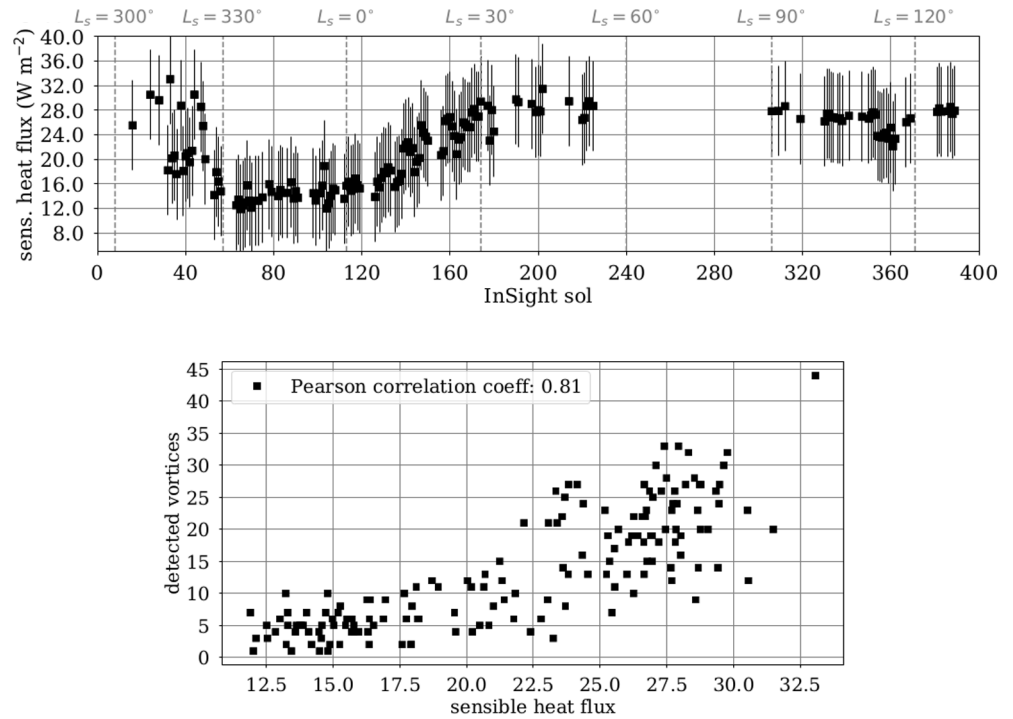 L_s = 300° L_s = 330° L_s = 0° L_s = 30° L_s = 60° L_s = 90° L_s = 120°
sens. heat flux (W m⁻²)
40.0
36.0
32.0
28.0
24.0
20.0
16.0
12.0
8.0
0 40 80 120 160 200 240 280 320 360 400
InSight sol
Pearson correlation coeff: 0.81
detected vortices
45
40
35
30
25
20
15
10
5
0
12.5 15.0 17.5 20.0 22.5 25.0 27.5 30.0 32.5
sensible heat flux